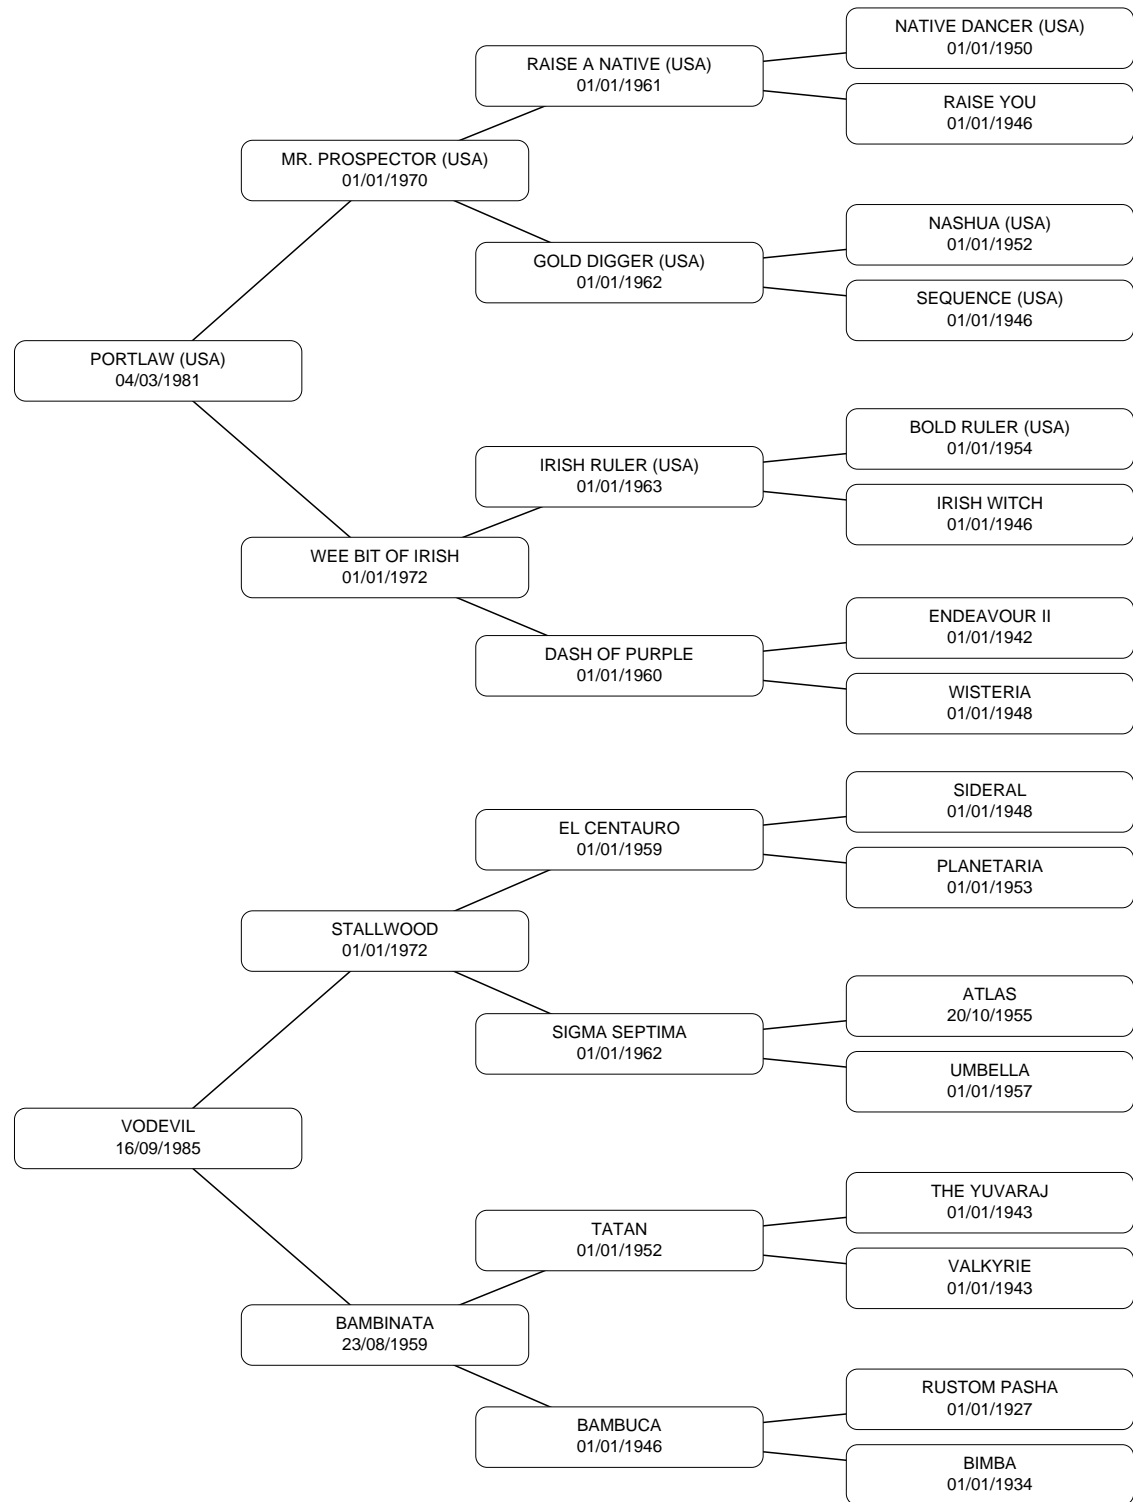 NATIVE DANCER (USA)
01/01/1950
RAISE A NATIVE (USA)
01/01/1961
RAISE YOU
01/01/1946
MR. PROSPECTOR (USA)
01/01/1970
NASHUA (USA)
01/01/1952
GOLD DIGGER (USA)
01/01/1962
SEQUENCE (USA)
01/01/1946
PORTLAW (USA)
04/03/1981
BOLD RULER (USA)
01/01/1954
IRISH RULER (USA)
01/01/1963
IRISH WITCH
01/01/1946
WEE BIT OF IRISH
01/01/1972
ENDEAVOUR II
01/01/1942
DASH OF PURPLE
01/01/1960
WISTERIA
01/01/1948
SIDERAL
01/01/1948
EL CENTAURO
01/01/1959
PLANETARIA
01/01/1953
STALLWOOD
01/01/1972
ATLAS
20/10/1955
SIGMA SEPTIMA
01/01/1962
UMBELLA
01/01/1957
VODEVIL
16/09/1985
THE YUVARAJ
01/01/1943
TATAN
01/01/1952
VALKYRIE
01/01/1943
BAMBINATA
23/08/1959
RUSTOM PASHA
01/01/1927
BAMBUCA
01/01/1946
BIMBA
01/01/1934